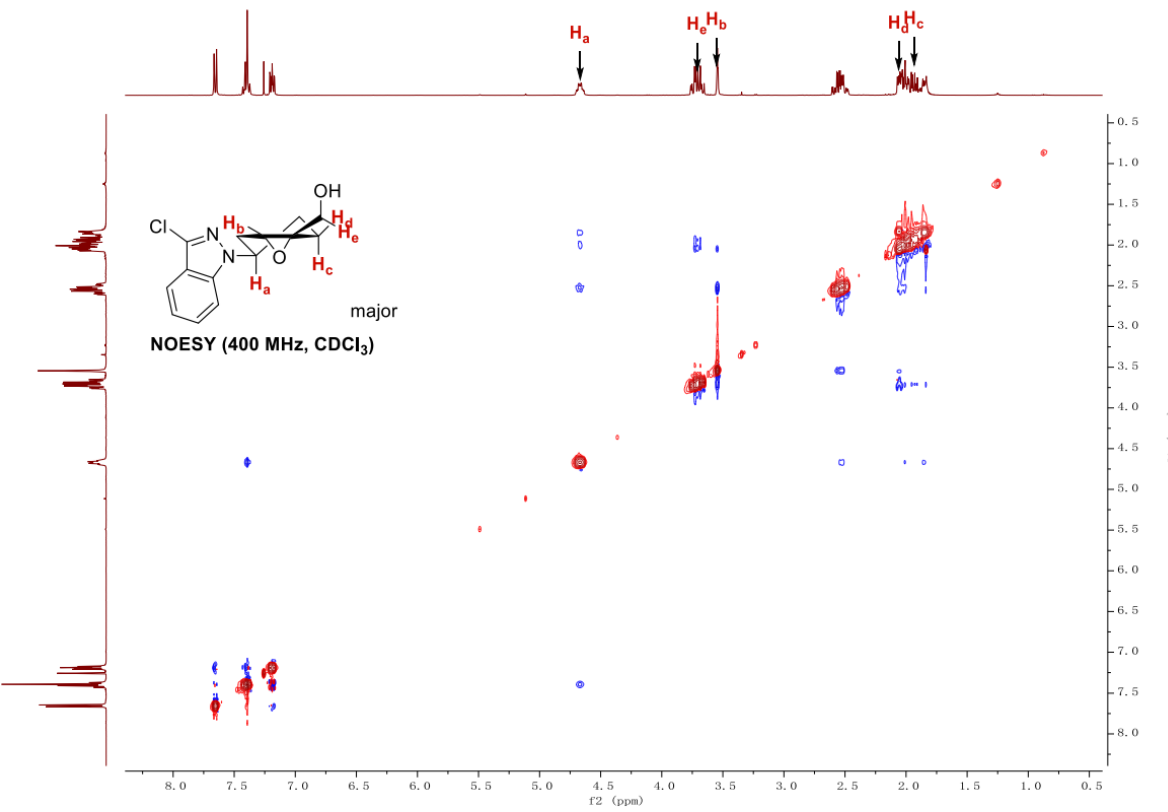 Ha
He Hb
Hd Hc
OH
Cl
N
N
O
Hb
Hd
He
Hc
Ha
major
NOESY (400 MHz, CDCl₃)
0.5
1.0
1.5
2.0
2.5
3.0
3.5
4.0
4.5
5.0
5.5
6.0
6.5
7.0
7.5
8.0
8.0 7.5 7.0 6.5 6.0 5.5 5.0 4.5 4.0 3.5 3.0 2.5 2.0 1.5 1.0 0.5
f2 (ppm)